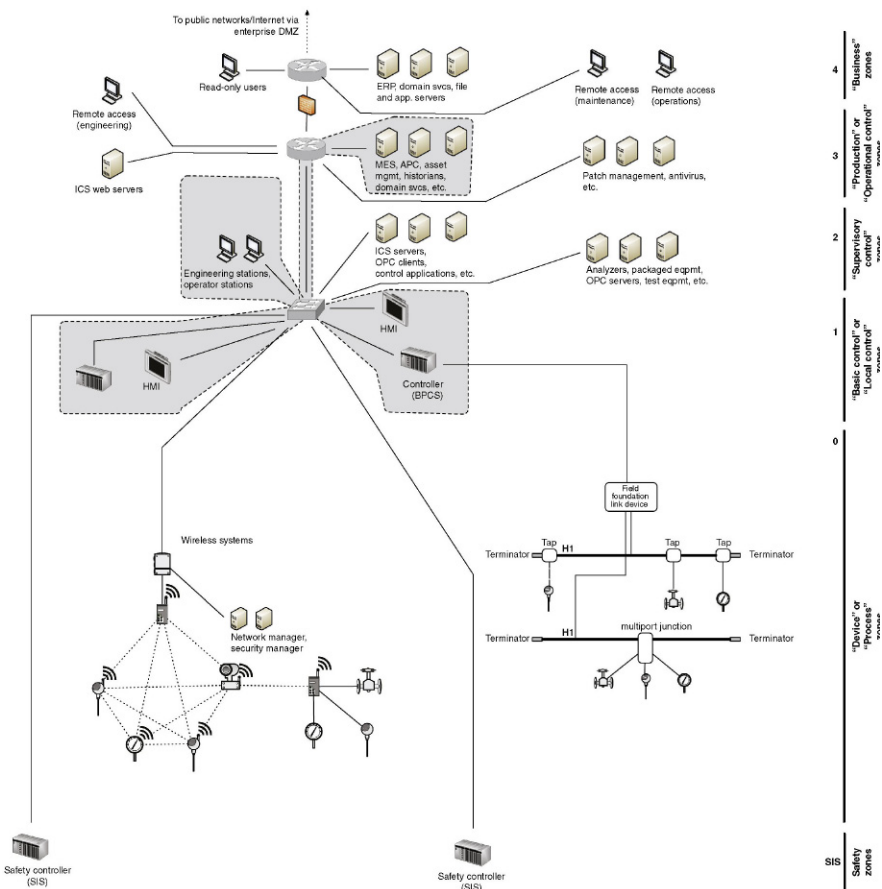 To public networks/Internet via
enterprise DMZ
Read-only users
ERP, domain svcs, file
and app. servers
Remote access
(maintenance)
Remote access
(operations)
4
"Business"
zones
Remote access
(engineering)
ICS web servers
MES, APC, asset
mgmt, historians,
domain svcs, etc.
Patch management, antivirus,
etc.
3
"Production" or
"Operational control"
zones
Engineering stations,
operator stations
ICS servers,
OPC clients,
control applications, etc.
Analyzers, packaged eqpmt,
OPC servers, test eqpmt, etc.
2
"Supervisory
control"
zones
HMI
HMI
Controller
(BPCS)
1
"Basic control" or
"Local control"
zones
0
Field
foundation
link device
Wireless systems
Tap
Tap
Tap
Terminator
H1
Terminator
Network manager,
security manager
multiport junction
Terminator
H1
Terminator
"Device" or
"Process"
zones
Safety controller
(SIS)
Safety controller
(SIS)
SIS
Safety
zones